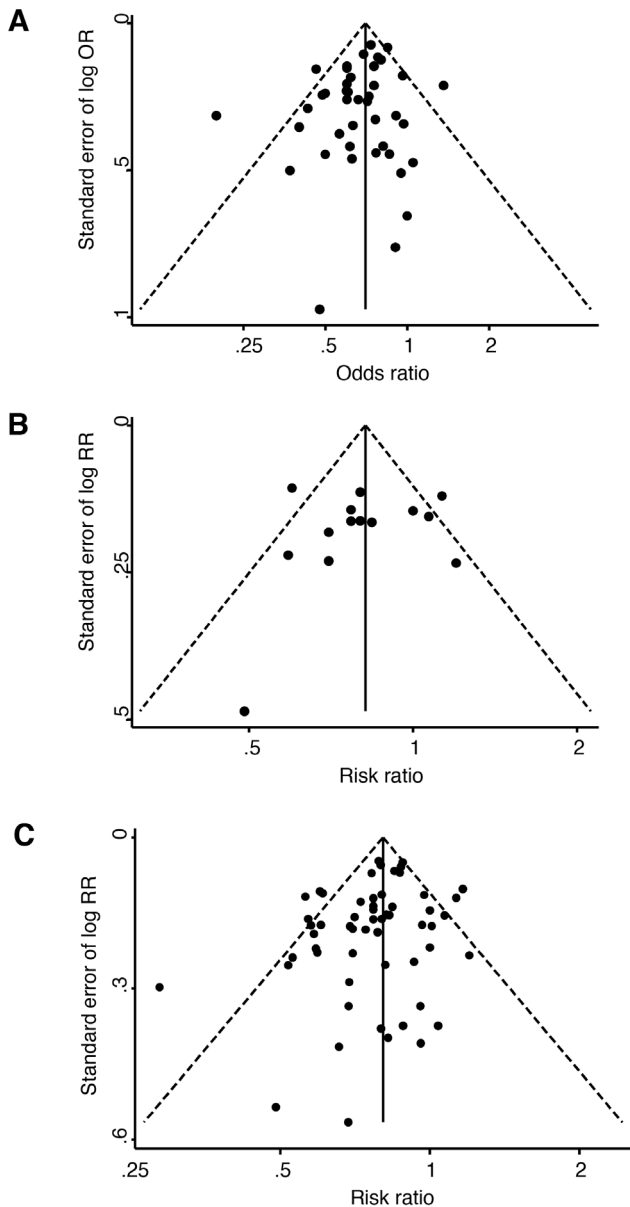 A
Standard error of log OR
0
.5
1
.25 .5 1 2
Odds ratio
B
Standard error of log RR
0
.25
.5
.5 1 2
Risk ratio
C
Standard error of log RR
0
.3
.6
.25 .5 1 2
Risk ratio